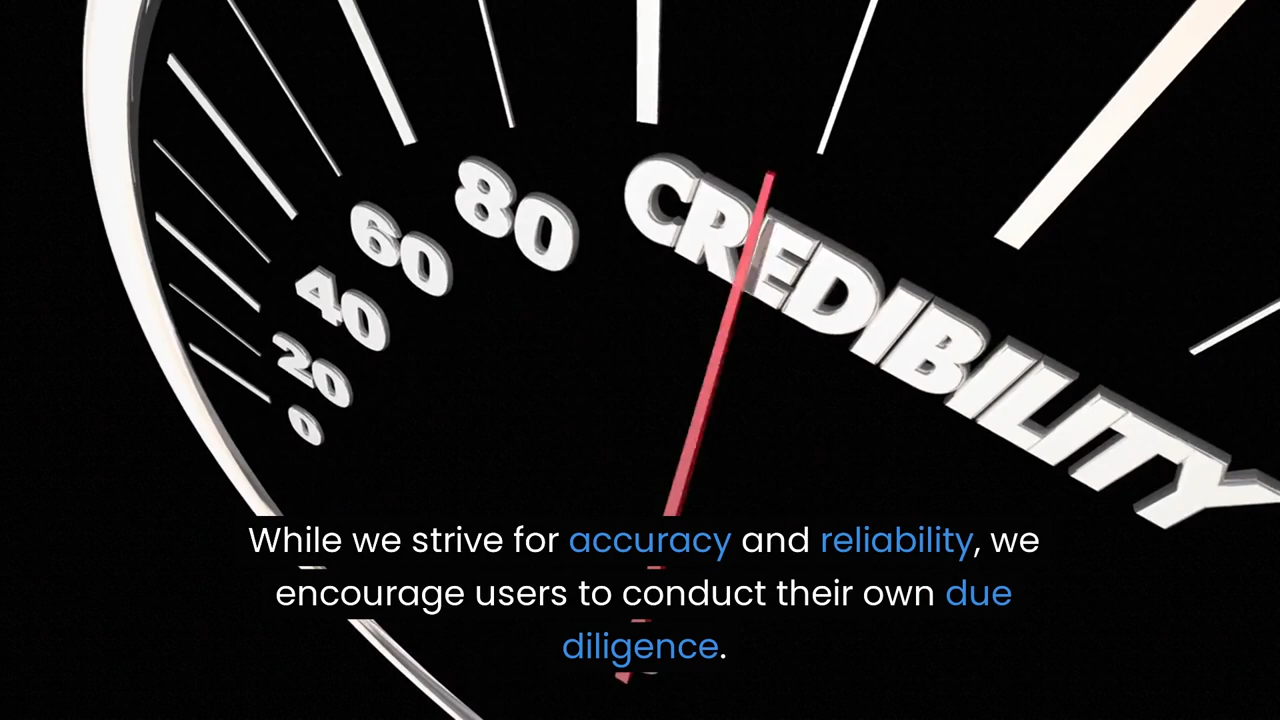 0
20
40
60
80
CREDIBILITY
While we strive for accuracy and reliability, we
encourage users to conduct their own due
diligence.